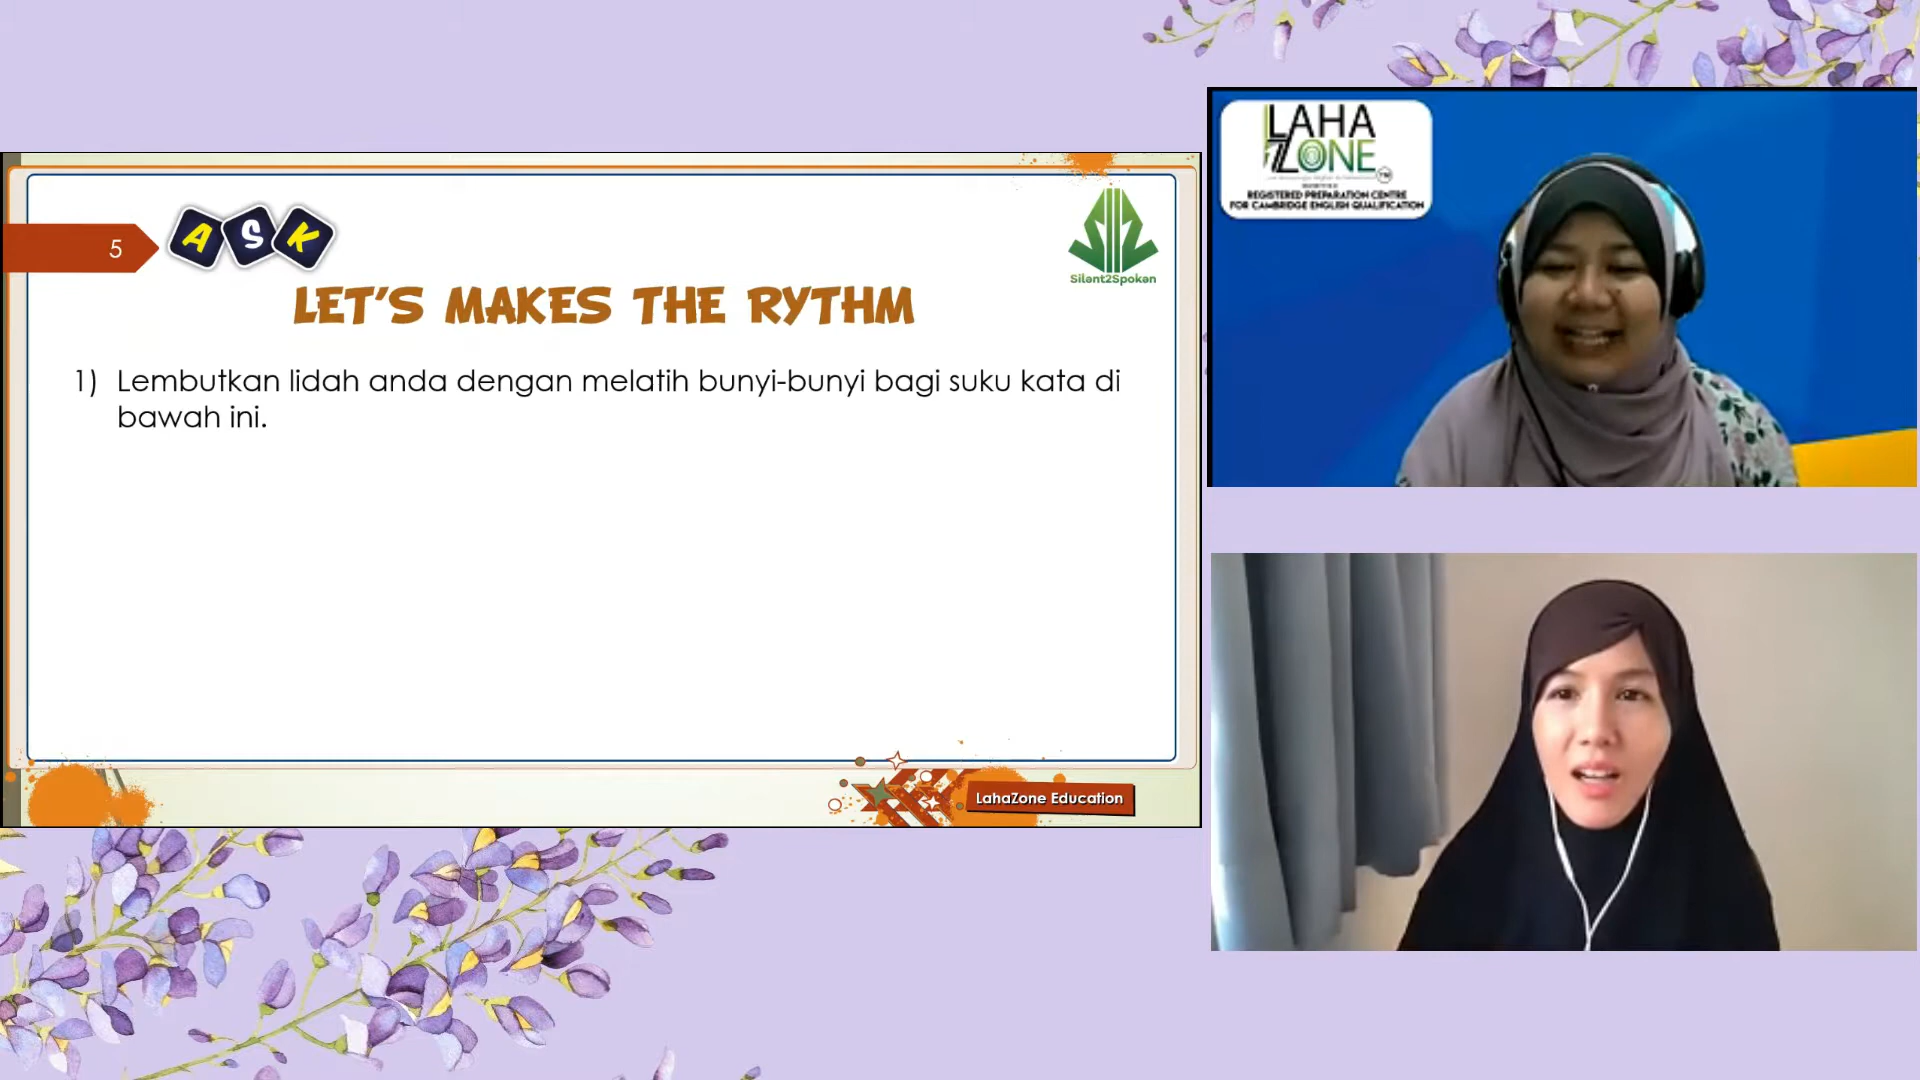 5
ASK
Silent2Spoken
LET'S MAKES THE RYTHM
1) Lembutkan lidah anda dengan melatih bunyi-bunyi bagi suku kata di
bawah ini.
LahaZone Education
LAHA
ZONE
REGISTERED PREPARATION CENTRE
FOR CAMBRIDGE ENGLISH QUALIFICATION